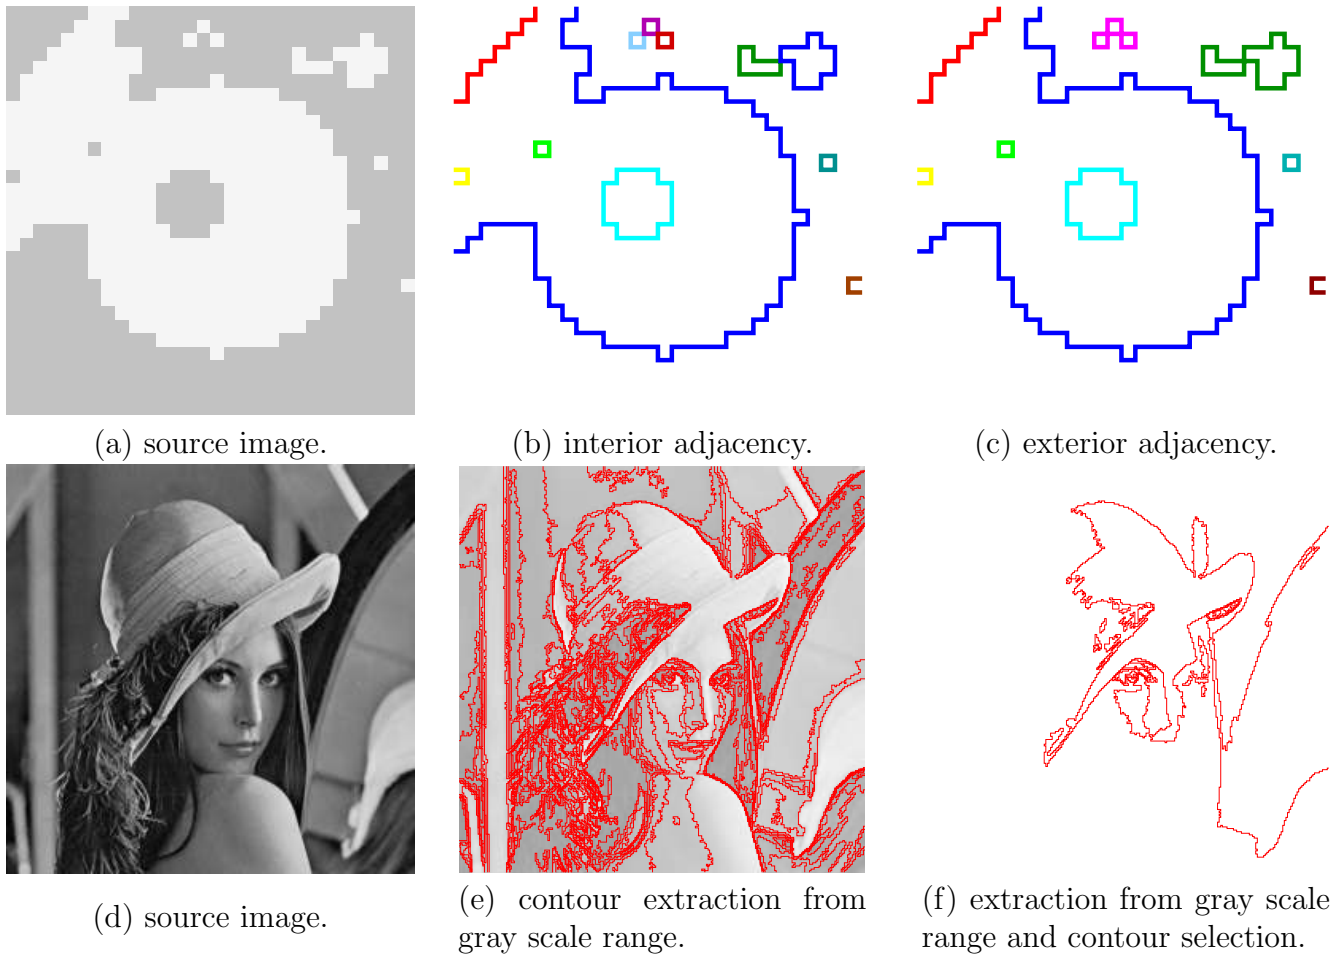 (a) source image.
(b) interior adjacency.
(c) exterior adjacency.
(d) source image.
(e) contour extraction from
gray scale range.
(f) extraction from gray scale
range and contour selection.